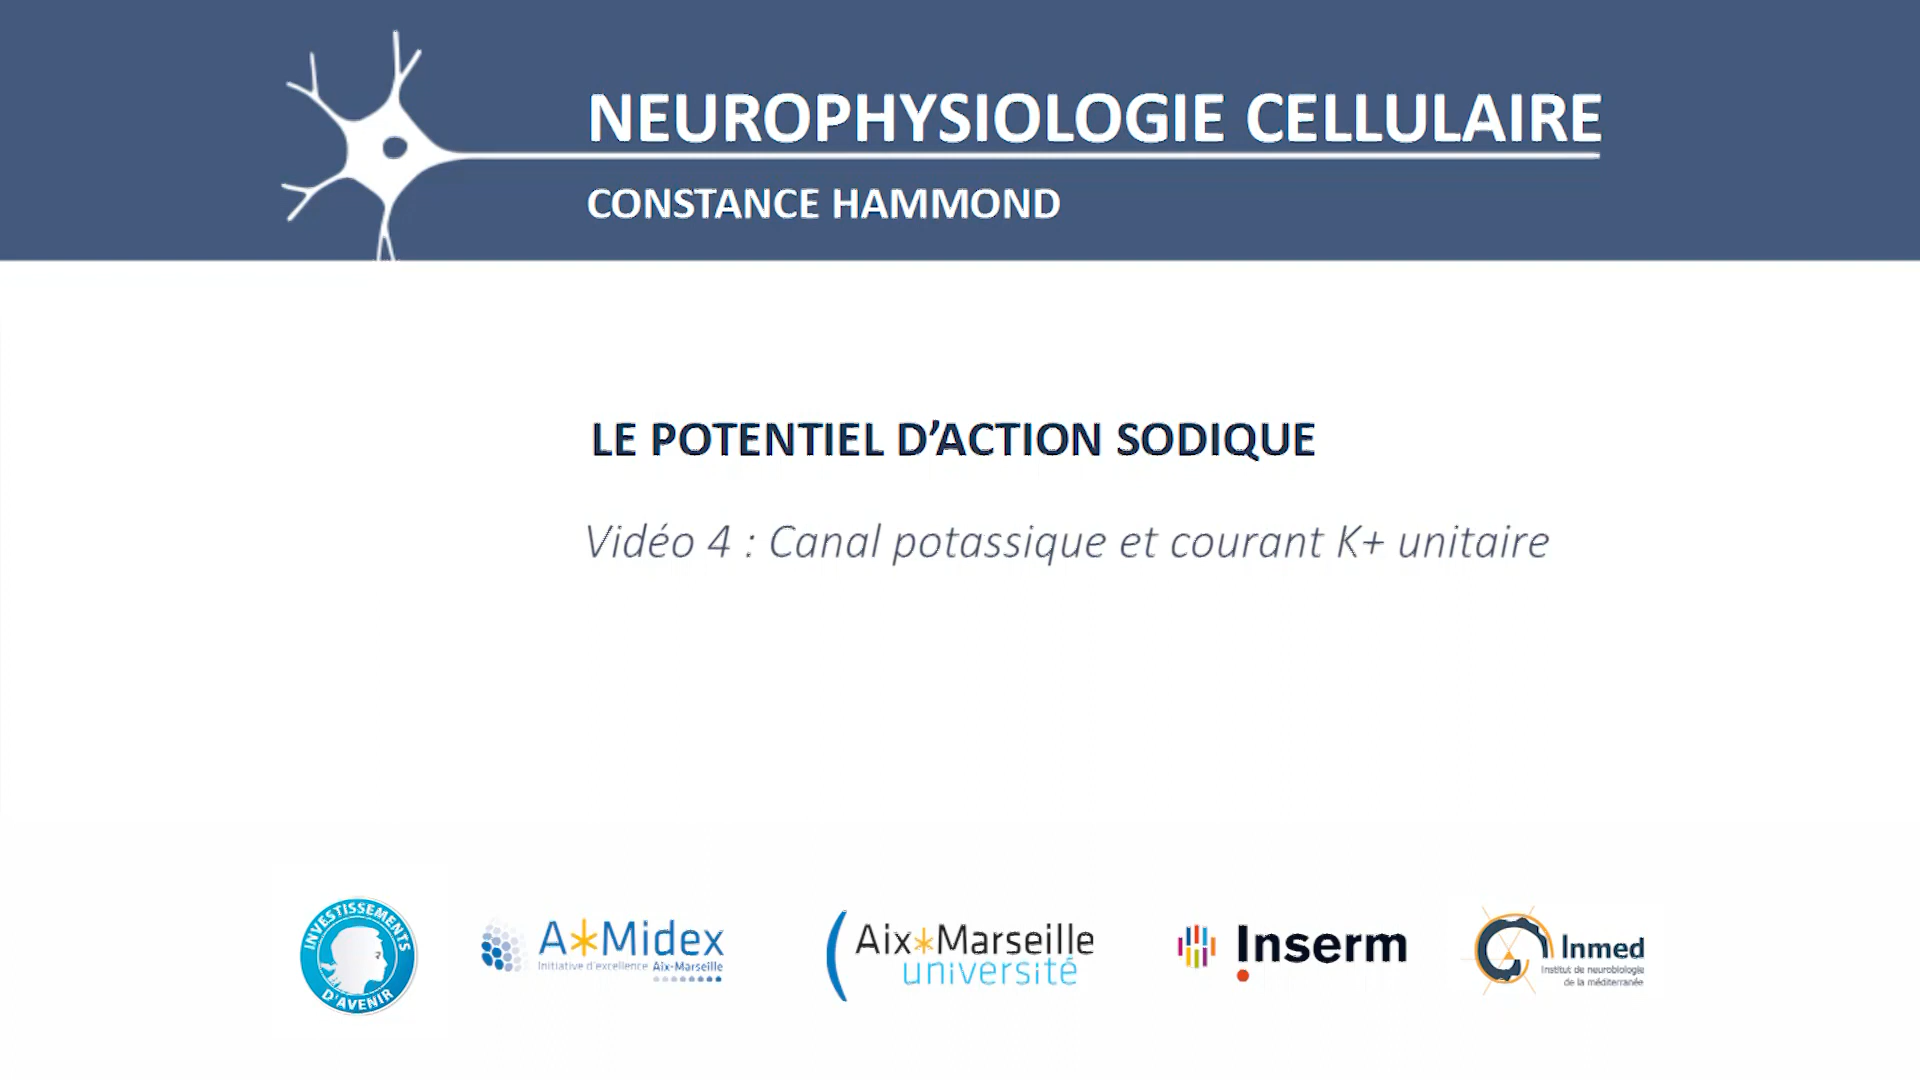 NEUROPHYSIOLOGIE CELLULAIRE
CONSTANCE HAMMOND
LE POTENTIEL D’ACTION SODIQUE
Vidéo 4 : Canal potassique et courant K+ unitaire
INVESTISSEMENTS
D'AVENIR
A*Midex
Initiative d'excellence Aix-Marseille
Aix*Marseille
université
Inserm
Inmed
Institut de neurobiologie
de la méditerranée